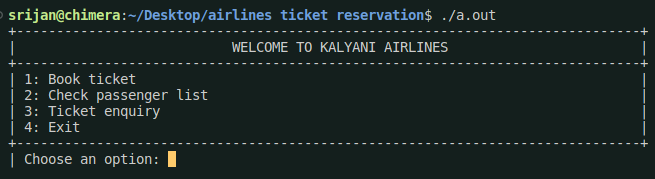 srijan@chimera:~/Desktop/airlines ticket reservation$ ./a.out
+------------------------------------------------------------------------------+
|                           WELCOME TO KALYANI AIRLINES                        |
+------------------------------------------------------------------------------+
| 1: Book ticket                                                               |
| 2: Check passenger list                                                      |
| 3: Ticket enquiry                                                            |
| 4: Exit                                                                      |
+------------------------------------------------------------------------------+
| Choose an option: